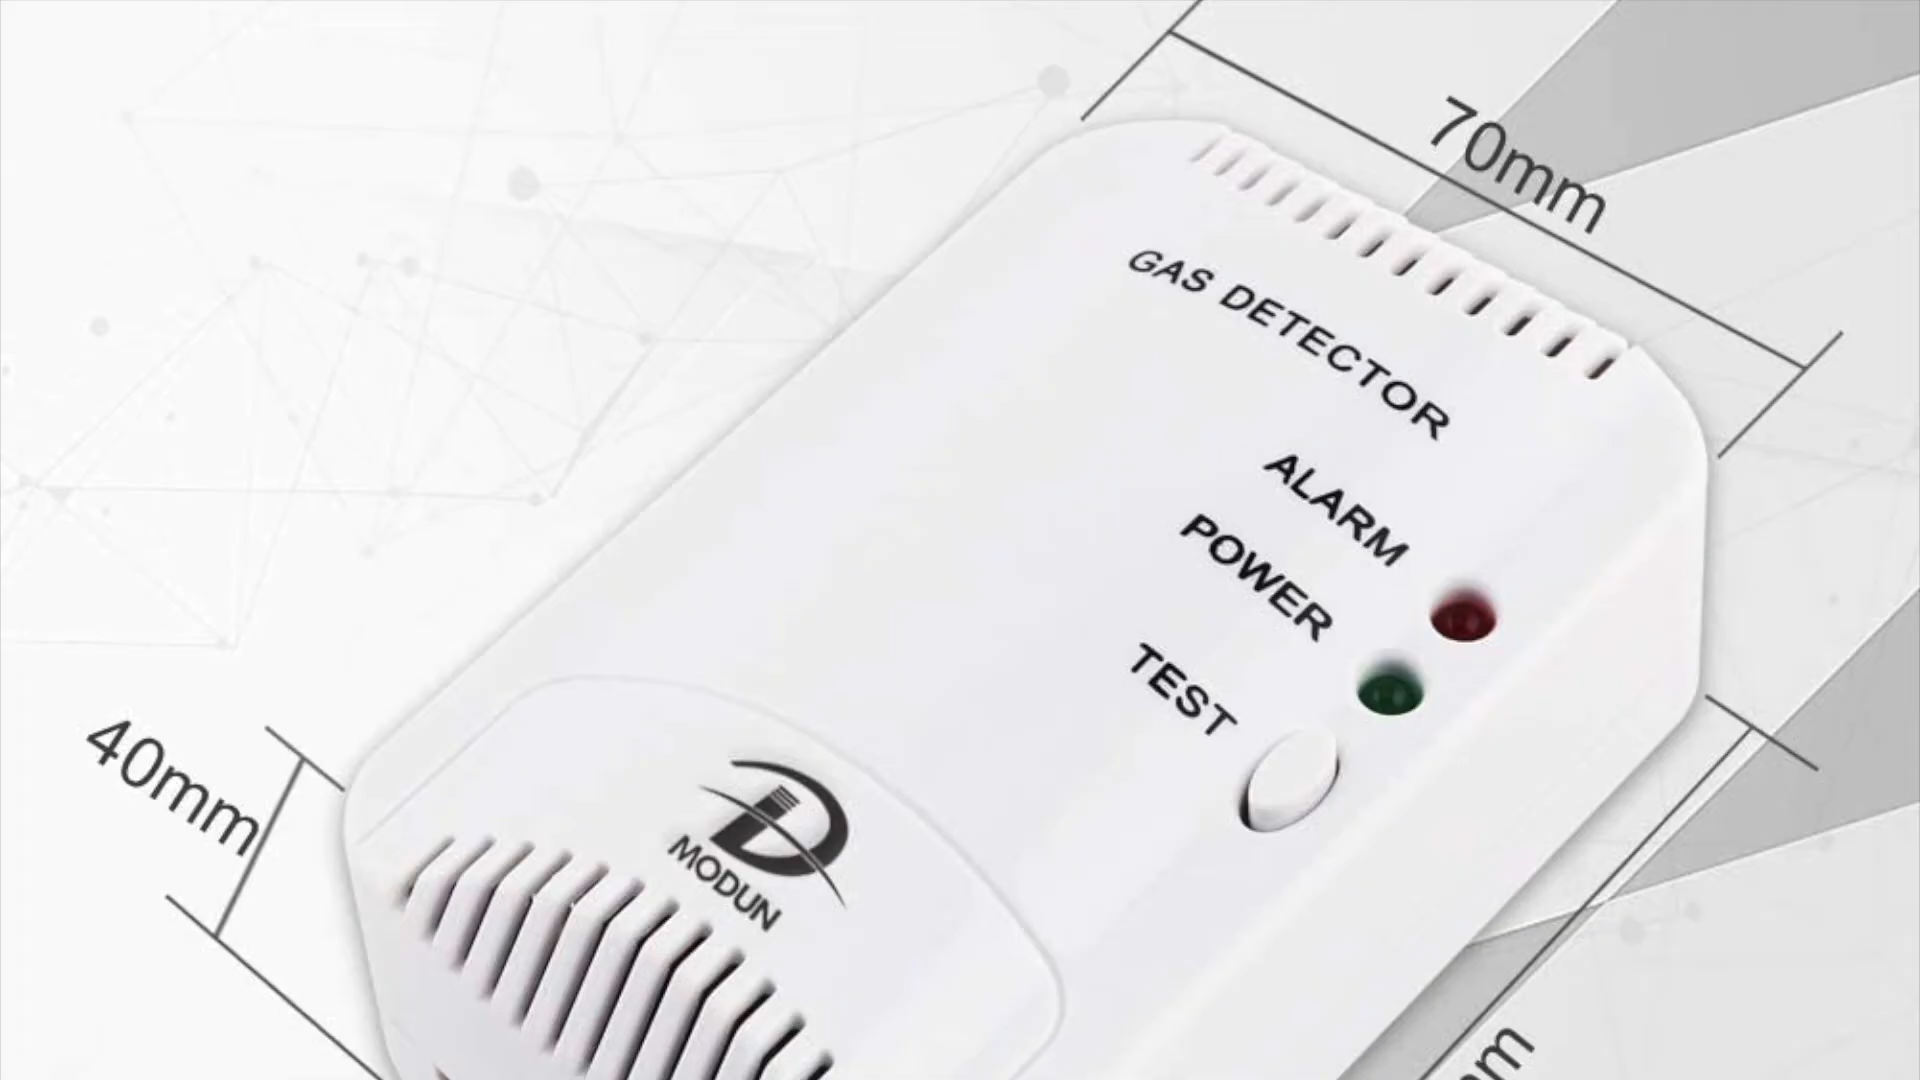 70mm
GAS DETECTOR
ALARM
POWER
TEST
40mm
MODUN